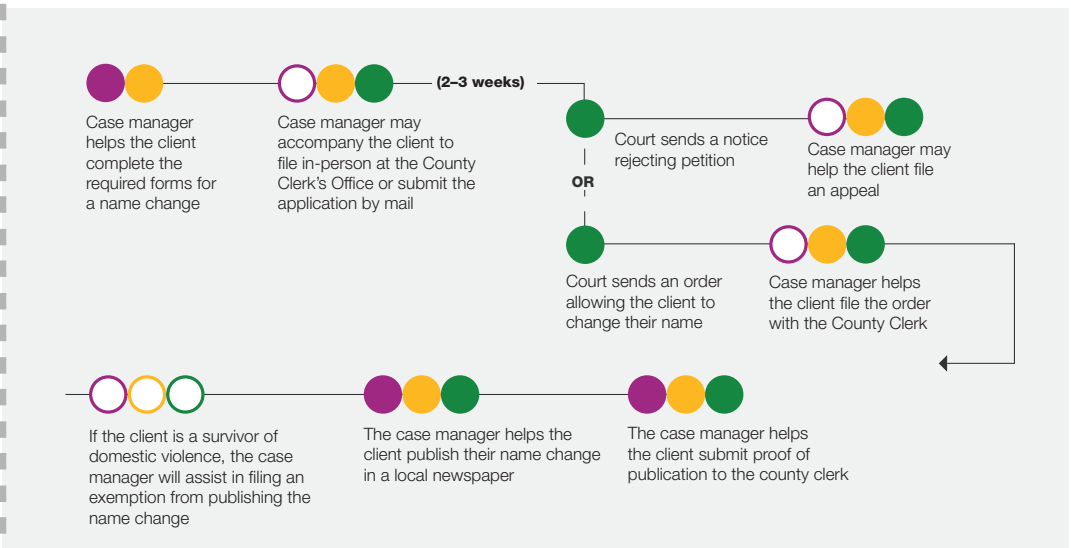 Case manager
helps the client
complete the
required forms for
a name change
Case manager may
accompany the client to
file in-person at the County
Clerk's Office or submit the
application by mail
(2–3 weeks)
Court sends a notice
rejecting petition
Case manager may
help the client file
an appeal
OR
Court sends an order
allowing the client to
change their name
Case manager helps
the client file the order
with the County Clerk
If the client is a survivor of
domestic violence, the case
manager will assist in filing an
exemption from publishing the
name change
The case manager helps the
client publish their name change
in a local newspaper
The case manager helps
the client submit proof of
publication to the county clerk